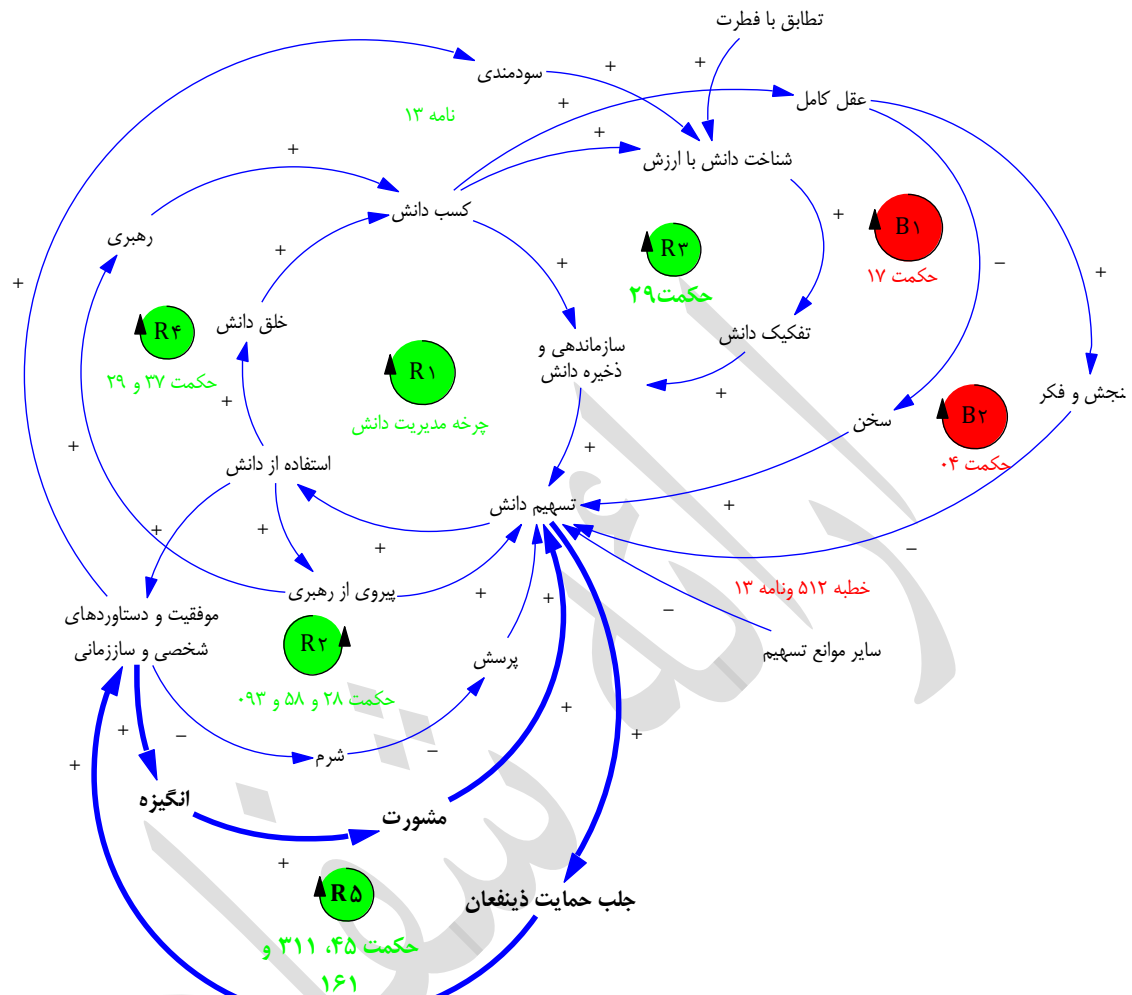 تطابق با فطرت
+
+
سودمندی
+
عقل کامل
نامه ۱۳
+
+
شناخت دانش با ارزش
+
کسب دانش
+
B۱
حکمت ۱۷
رهبری
+
R۳
حکمت۲۹
+
+
–
+
خلق دانش
تفکیک دانش
R۴
حکمت ۳۷ و ۲۹
سازماندهی و
ذخیره دانش
R۱
چرخه مدیریت دانش
+
+
نجش و فکر
B۲
حکمت ۰۴
سخن
+
+
استفاده از دانش
تسهیم دانش
+
+
+
+
–
خطبه ۵۱۲ ونامه ۱۳
پیروی از رهبری
+
+
–
موفقیت و دستاوردهای
شخصی و ساززمانی
R۲
حکمت ۲۸ و ۵۸ و ۰۹۳
پرسش
سایر موانع تسهیم
+
+
–
+
–
شرم
+
انگیزه
مشورت
+
R۵
جلب حمایت ذینفعان
حکمت ۴۵، ۳۱۱ و
۱۶۱